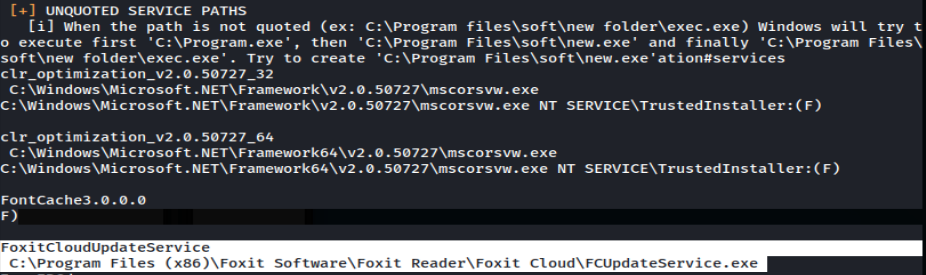 [+] UNQUOTED SERVICE PATHS
[i] When the path is not quoted (ex: C:\Program files\soft\new folder\exec.exe) Windows will try t
o execute first 'C:\Program.exe', then 'C:\Program Files\soft\new.exe' and finally 'C:\Program Files\
soft\new folder\exec.exe'. Try to create 'C:\Program Files\soft\new.exe'ation#services
clr_optimization_v2.0.50727_32
C:\Windows\Microsoft.NET\Framework\v2.0.50727\mscorsvw.exe
C:\Windows\Microsoft.NET\Framework\v2.0.50727\mscorsvw.exe NT SERVICE\TrustedInstaller:(F)
clr_optimization_v2.0.50727_64
C:\Windows\Microsoft.NET\Framework64\v2.0.50727\mscorsvw.exe
C:\Windows\Microsoft.NET\Framework64\v2.0.50727\mscorsvw.exe NT SERVICE\TrustedInstaller:(F)
FontCache3.0.0.0
F)
FoxitCloudUpdateService
C:\Program Files (x86)\Foxit Software\Foxit Reader\Foxit Cloud\FCUpdateService.exe